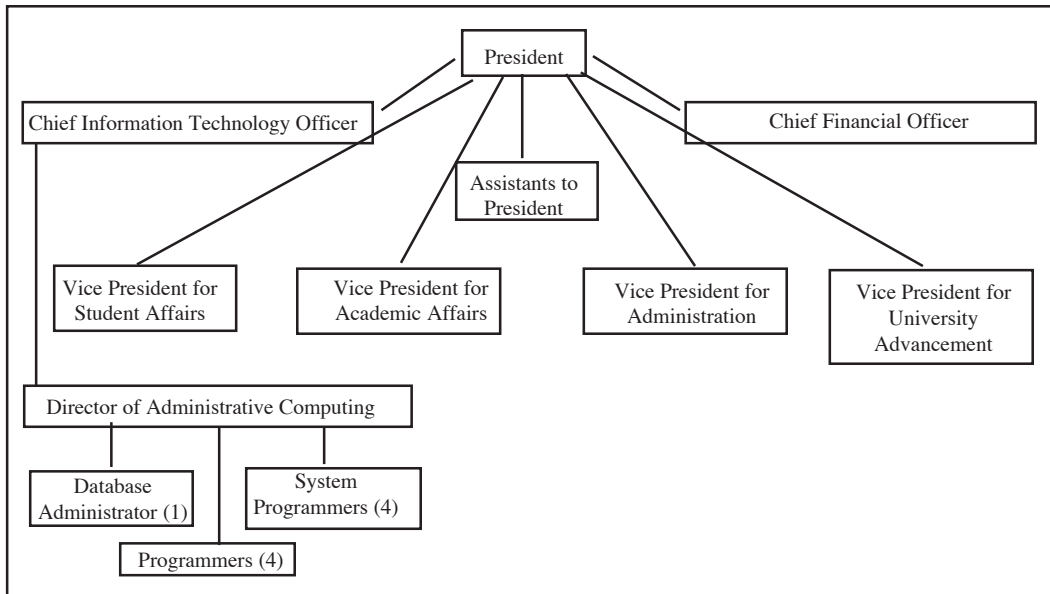 President
Chief Information Technology Officer
Chief Financial Officer
Assistants to
President
Vice President for
Student Affairs
Vice President for
Academic Affairs
Vice President for
Administration
Vice President for
University
Advancement
Director of Administrative Computing
Database
Administrator (1)
System
Programmers (4)
Programmers (4)